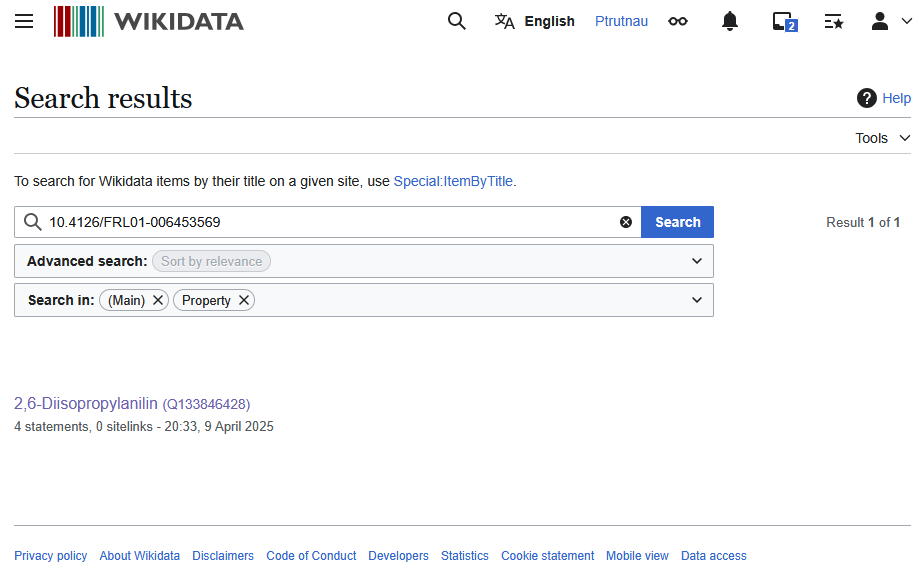 WIKIDATA English Ptrutnau 2
Search results
Help
Tools
To search for Wikidata items by their title on a given site, use Special:ItemByTitle.
10.4126/FRL01-006453569 Search Result 1 of 1
Advanced search: Sort by relevance
Search in: (Main) Property
2,6-Diisopropylanilin (Q133846428)
4 statements, 0 sitelinks - 20:33, 9 April 2025
Privacy policy About Wikidata Disclaimers Code of Conduct Developers Statistics Cookie statement Mobile view Data access